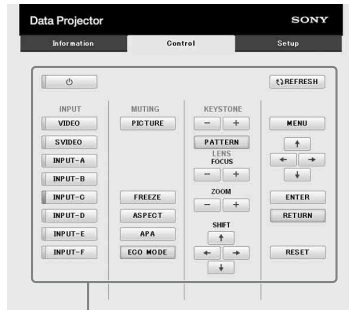 Data Projector SONY
Information Control Setup
REFRESH
INPUT MUTING KEYSTONE
VIDEO PICTURE - + MENU
S VIDEO PATTERN
INPUT-A LENS
FOCUS
INPUT-B - +
INPUT-C FREEZE ZOOM ENTER
INPUT-D ASPECT - + RETURN
INPUT-E APA SHIFT
INPUT-F ECO MODE RESET